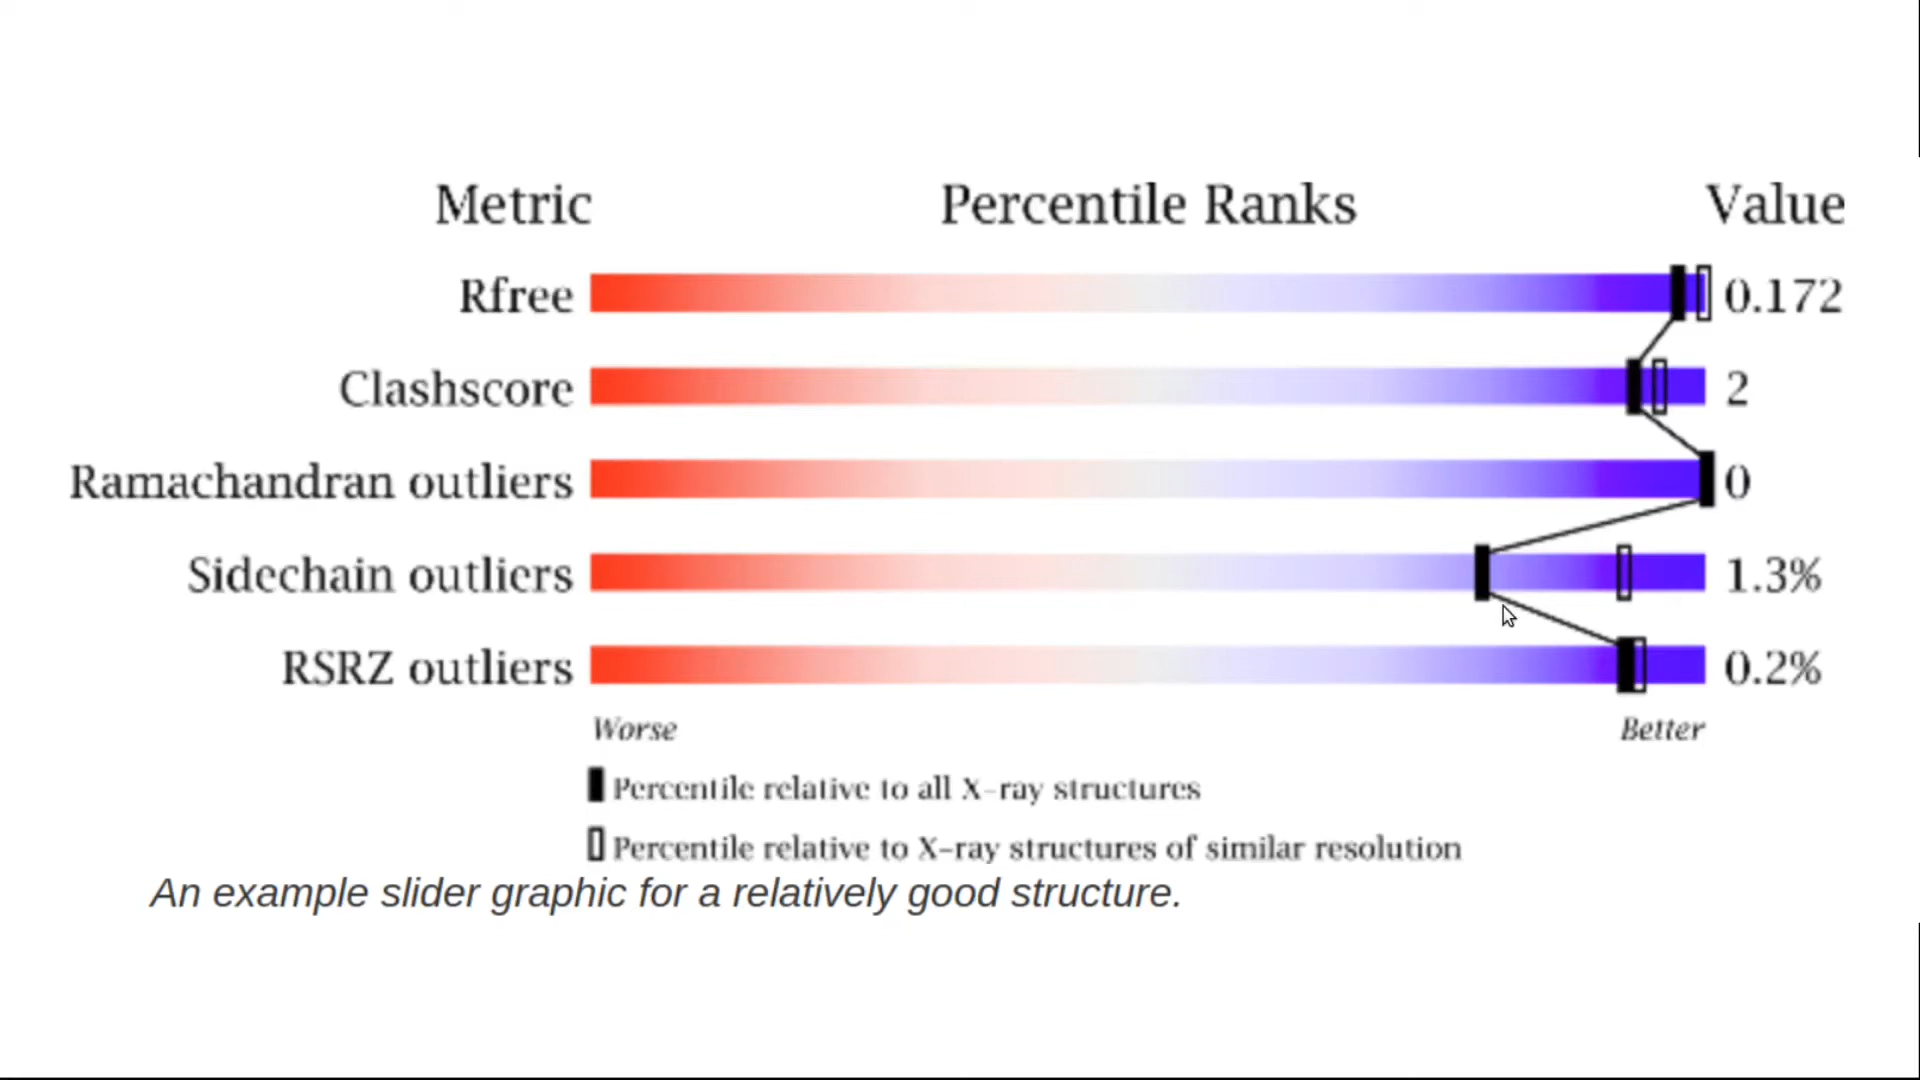 Metric Percentile Ranks Value
Rfree 0.172
Clashscore 2
Ramachandran outliers 0
Sidechain outliers 1.3%
RSRZ outliers 0.2%
Worse Better
Percentile relative to all X-ray structures
Percentile relative to X-ray structures of similar resolution
An example slider graphic for a relatively good structure.